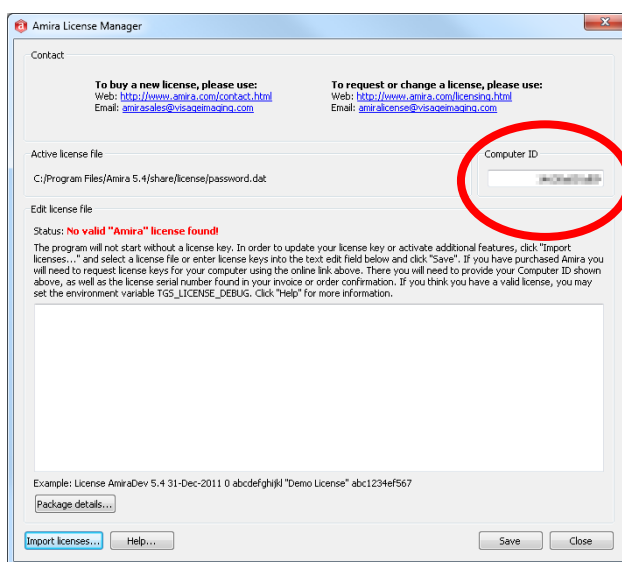 Amira License Manager
Contact
To buy a new license, please use:
Web: http://www.amira.com/contact.html
Email: amirasales@visageimaging.com
To request or change a license, please use:
Web: http://www.amira.com/licensing.html
Email: amiralicense@visageimaging.com
Active license file
C:/Program Files/Amira 5.4/share/license/password.dat
Computer ID
Edit license file
Status: No valid "Amira" license found!
The program will not start without a license key. In order to update your license key or activate additional features, click "Import
licenses..." and select a license file or enter license keys into the text edit field below and click "Save". If you have purchased Amira you
will need to request license keys for your computer using the online link above. There you will need to provide your Computer ID shown
above, as well as the license serial number found in your invoice or order confirmation. If you think you have a valid license, you may
set the environment variable TGS_LICENSE_DEBUG. Click "Help" for more information.
Example: License AmiraDev 5.4 31-Dec-2011 0 abcdefghijkl "Demo License" abc1234ef567
Package details...
Import licenses...
Help...
Save
Close